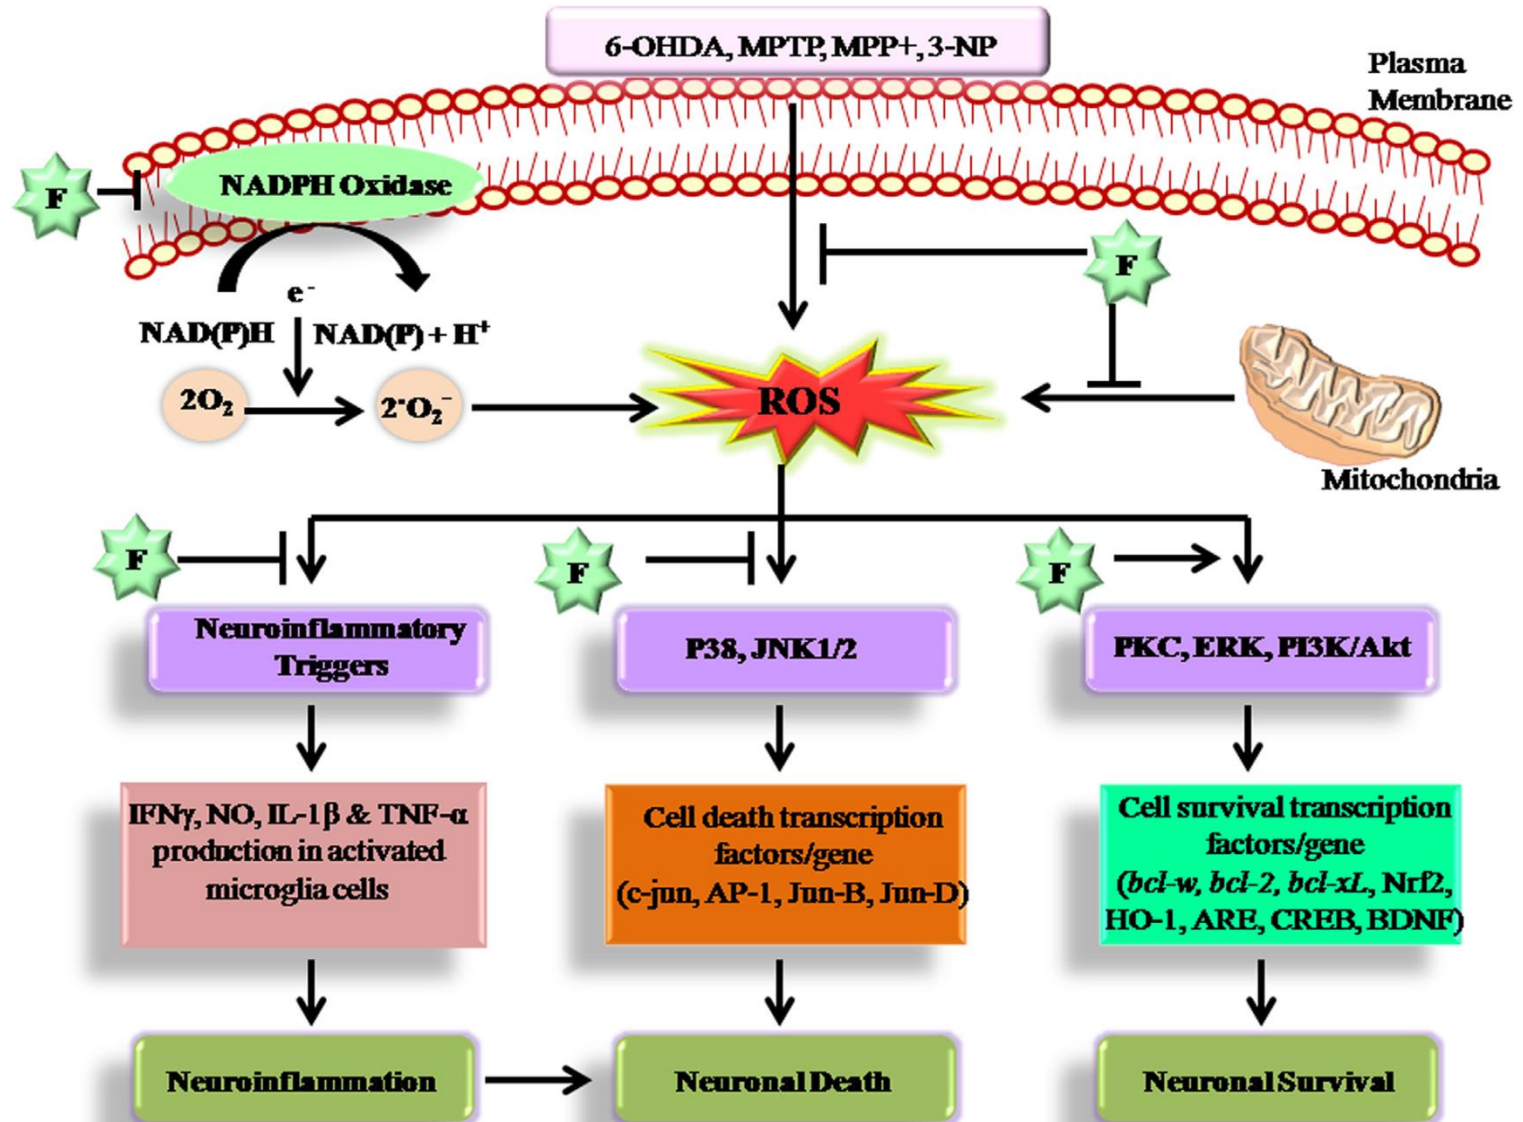 6-OHDA, MPTP, MPP+, 3-NP
Plasma
Membrane
F
NADPH Oxidase
F
e⁻
NAD(P)H
NAD(P) + H⁺
2O₂
2·O₂⁻
ROS
Mitochondria
F
F
F
Neuroinflammatory
Triggers
P38, JNK1/2
PKC, ERK, PI3K/Akt
IFNγ, NO, IL-1β & TNF-α
production in activated
microglia cells
Cell death transcription
factors/gene
(c-jun, AP-1, Jun-B, Jun-D)
Cell survival transcription
factors/gene
(bcl-w, bcl-2, bcl-xL, Nrf2,
HO-1, ARE, CREB, BDNF)
Neuroinflammation
Neuronal Death
Neuronal Survival